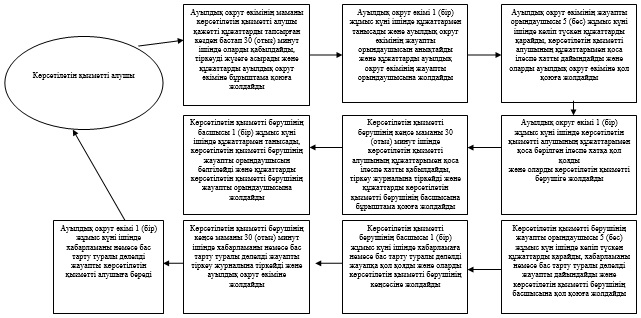 Көрсетілетін қызметті алушы
Ауылдық округ әкімінің маманы
көрсетілетін қызметті алушы
қажетті құжаттарды тапсырған
кезден бастап 30 (отыз) минут
ішінде оларды қабылдайды,
тіркеуді жүзеге асырады және
құжаттарды ауылдық округ
әкіміне бұрыштама қоюға
жолдайды
Ауылдық округ әкімі 1 (бір)
жұмыс күні ішінде құжаттармен
танысады және ауылдық округ
әкімінің жауапты
орындаушысын анықтайды
және құжаттарды ауылдық
округ әкімінің жауапты
орындаушысына жолдайды
Ауылдық округ әкімінің жауапты
орындаушысы 5 (бес) жұмыс күні
ішінде келіп түскен құжаттарды
қарайды, көрсетілетін қызметті
алушының құжаттарымен қоса
ілеспе хатты дайындайды және
оларды ауылдық округ әкіміне қол
қоюға жолдайды
Ауылдық округ әкімі 1 (бір)
жұмыс күні ішінде көрсетілетін
қызметті алушының құжаттарымен
қоса берілген ілеспе хатқа қол
қояды
және оларды көрсетілетін қызметті
берушіге жолдайды
Көрсетілетін қызметті
берушінің кеңсе маманы 30
(отыз) минут ішінде
көрсетілетін қызметті
алушының құжаттарымен қоса
ілеспе хатты қабылдайды,
тіркеу журналына тіркейді және
құжаттарды көрсетілетін
қызметті берушінің басшысына
бұрыштама қоюға жолдайды
Көрсетілетін қызметті берушінің
басшысы 1 (бір) жұмыс күні
ішінде құжаттармен танысады,
көрсетілетін қызметті берушінің
жауапты орындаушысын
белгілейді және құжаттарды
көрсетілетін қызметті берушінің
жауапты орындаушысына
жолдайды
Көрсетілетін қызметті берушінің
жауапты орындаушысы 5 (бес)
жұмыс күні ішінде келіп түскен
құжаттарды қарайды, хабарламаны
немесе бас тарту туралы дәлелді
жауапты дайындайды және
көрсетілетін қызметті берушінің
басшысына қол қоюға жолдайды
Көрсетілетін қызметті
берушінің басшысы 1 (бір)
жұмыс күні ішінде хабарламаға
немесе бас тарту туралы дәлелді
жауапқа қол қояды және оларды
көрсетілетін қызметті берушінің
кеңсесіне жолдайды
Көрсетілетін қызметті берушінің
кеңсе маманы 30 (отыз) минут
ішінде хабарламаны немесе бас
тарту туралы дәлелді жауапты
тіркеу журналына тіркейді және
ауылдық округ әкіміне
жолдайды
Ауылдық округ әкімі 1 (бір)
жұмыс күні ішінде
хабарламаны немесе бас
тарту туралы дәлелді
жауапты көрсетілетін
қызметті алушыға береді